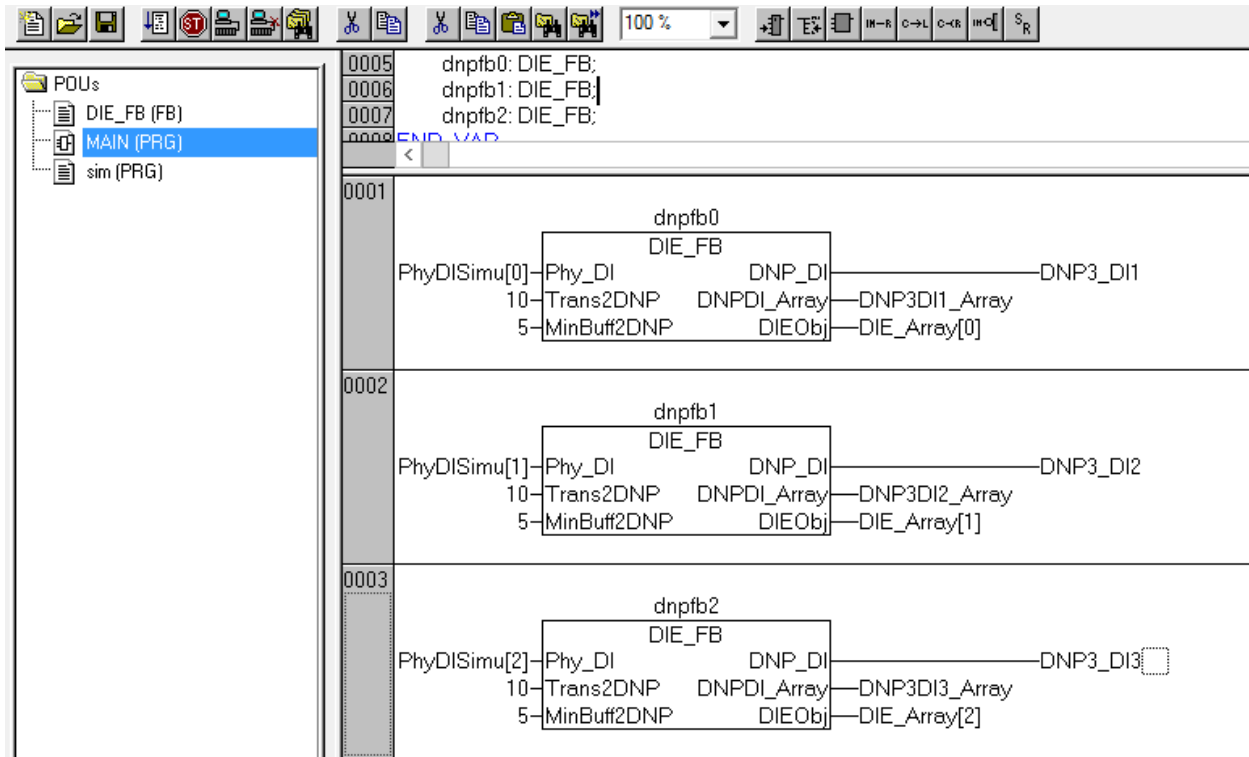 100 %
POUs
DIE_FB (FB)
MAIN (PRG)
sim (PRG)
0005 dnpfb0: DIE_FB;
0006 dnpfb1: DIE_FB;
0007 dnpfb2: DIE_FB;
0008 END_VAR
0001
dnpfb0
DIE_FB
PhyDISimu[0] Phy_DI DNP_DI DNP3_DI1
10 Trans2DNP DNPDI_Array DNP3DI1_Array
5 MinBuff2DNP DIEObj DIE_Array[0]
0002
dnpfb1
DIE_FB
PhyDISimu[1] Phy_DI DNP_DI DNP3_DI2
10 Trans2DNP DNPDI_Array DNP3DI2_Array
5 MinBuff2DNP DIEObj DIE_Array[1]
0003
dnpfb2
DIE_FB
PhyDISimu[2] Phy_DI DNP_DI DNP3_DI3
10 Trans2DNP DNPDI_Array DNP3DI3_Array
5 MinBuff2DNP DIEObj DIE_Array[2]